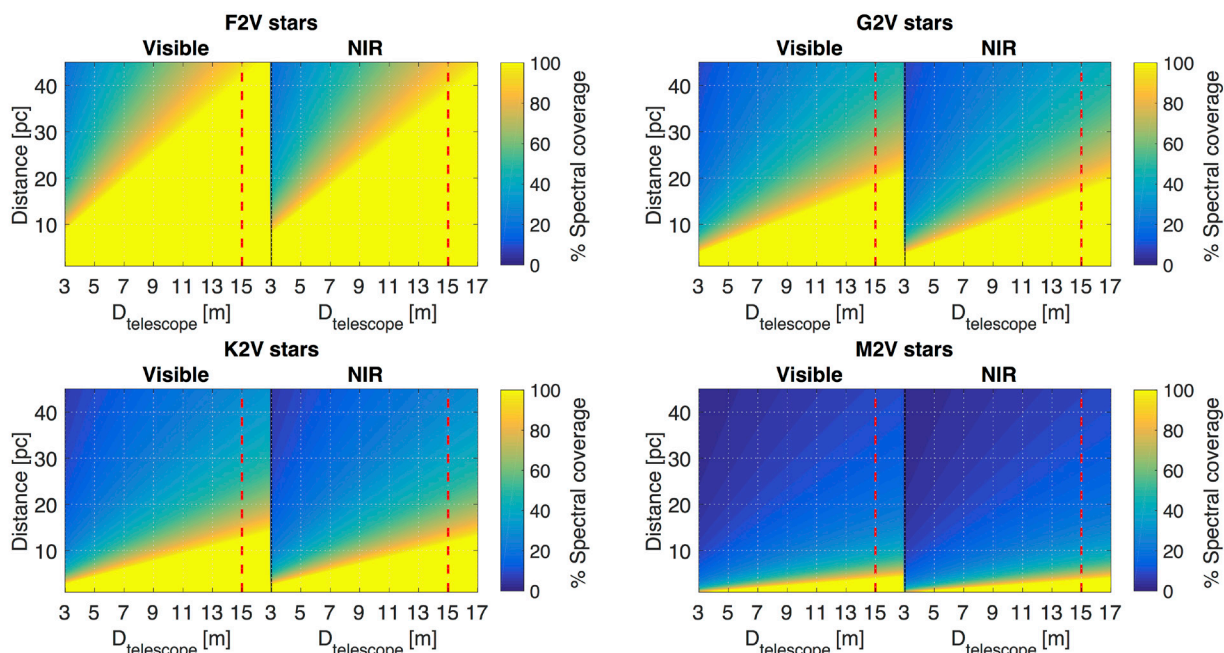 F2V stars
Visible NIR
Distance [pc]
40
30
20
10
3 5 7 9 11 13 15 3 5 7 9 11 13 15 17
D_telescope [m] D_telescope [m]
100
80
60
40
20
0
% Spectral coverage
G2V stars
Visible NIR
Distance [pc]
40
30
20
10
3 5 7 9 11 13 15 3 5 7 9 11 13 15 17
D_telescope [m] D_telescope [m]
100
80
60
40
20
0
% Spectral coverage
K2V stars
Visible NIR
Distance [pc]
40
30
20
10
3 5 7 9 11 13 15 3 5 7 9 11 13 15 17
D_telescope [m] D_telescope [m]
100
80
60
40
20
0
% Spectral coverage
M2V stars
Visible NIR
Distance [pc]
40
30
20
10
3 5 7 9 11 13 15 3 5 7 9 11 13 15 17
D_telescope [m] D_telescope [m]
100
80
60
40
20
0
% Spectral coverage